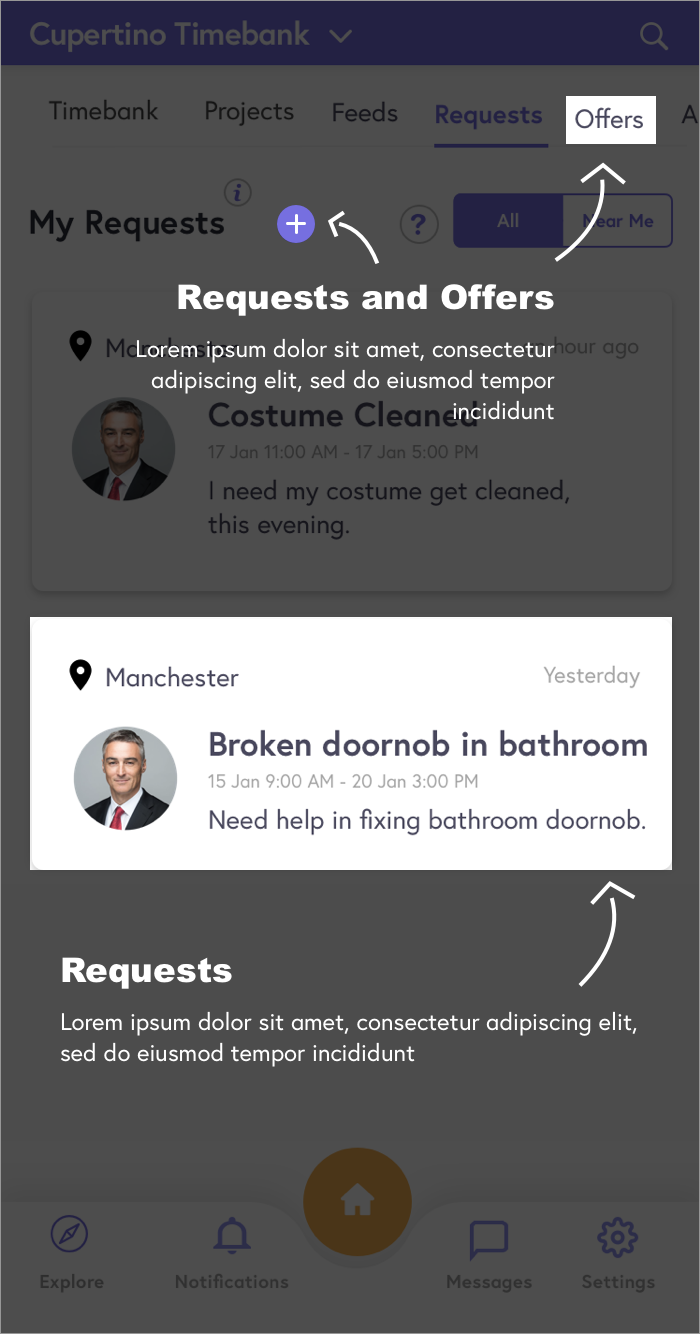 Cupertino Timebank
Timebank Projects Feeds Requests Offers A
My Requests i + ? All Near Me
Requests and Offers
Manchester
hour ago
Lorem ipsum dolor sit amet, consectetur
adipiscing elit, sed do eiusmod tempor
incididunt
Costume Cleaned
17 Jan 11:00 AM - 17 Jan 5:00 PM
I need my costume get cleaned,
this evening.
Manchester
Yesterday
Broken doornob in bathroom
15 Jan 9:00 AM - 20 Jan 3:00 PM
Need help in fixing bathroom doornob.
Requests
Lorem ipsum dolor sit amet, consectetur adipiscing elit,
sed do eiusmod tempor incididunt
Explore Notifications Messages Settings